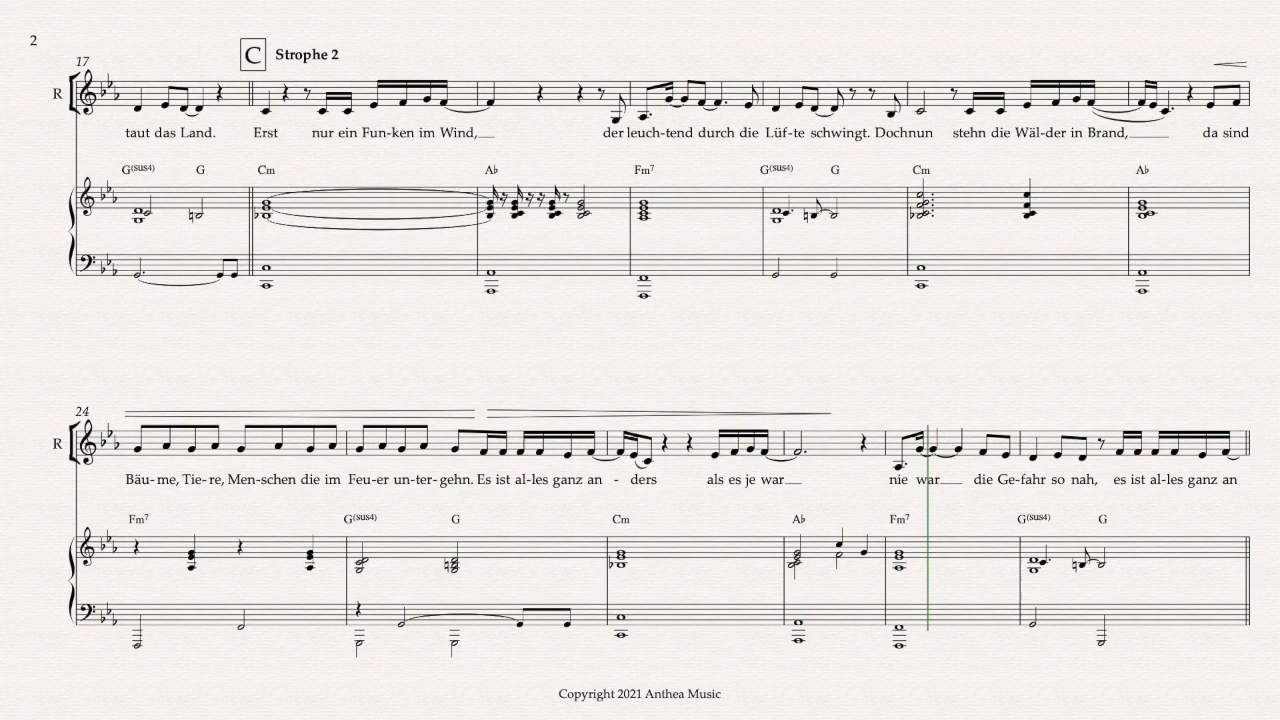 2
17
C Strophe 2
R
taut das Land. Erst nur ein Fun-ken im Wind, der leuch-tend durch die Lüf-te schwingt. Doch nun stehn die Wäl-der in Brand, da sind
G(sus4) G Cm A♭ Fm7 G(sus4) G Cm A♭
24
R
Bäu-me, Tie-re, Men-schen die im Feu-er un-ter-gehn. Es ist al-les ganz an - ders als es je war nie war die Ge-fahr so nah, es ist al-les ganz an
Fm7 G(sus4) G Cm A♭ Fm7 G(sus4) G
Copyright 2021 Anthea Music